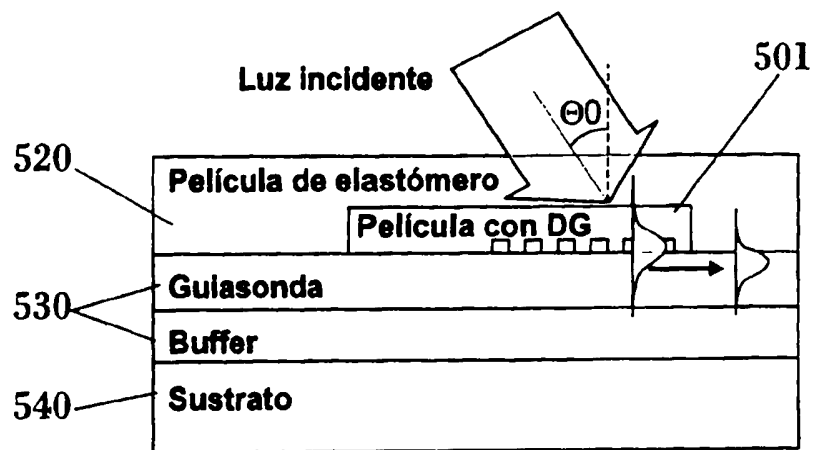 501
Luz incidente
Θ0
520
Película de elastómero
Película con DG
530
Guiasonda
Buffer
540
Sustrato